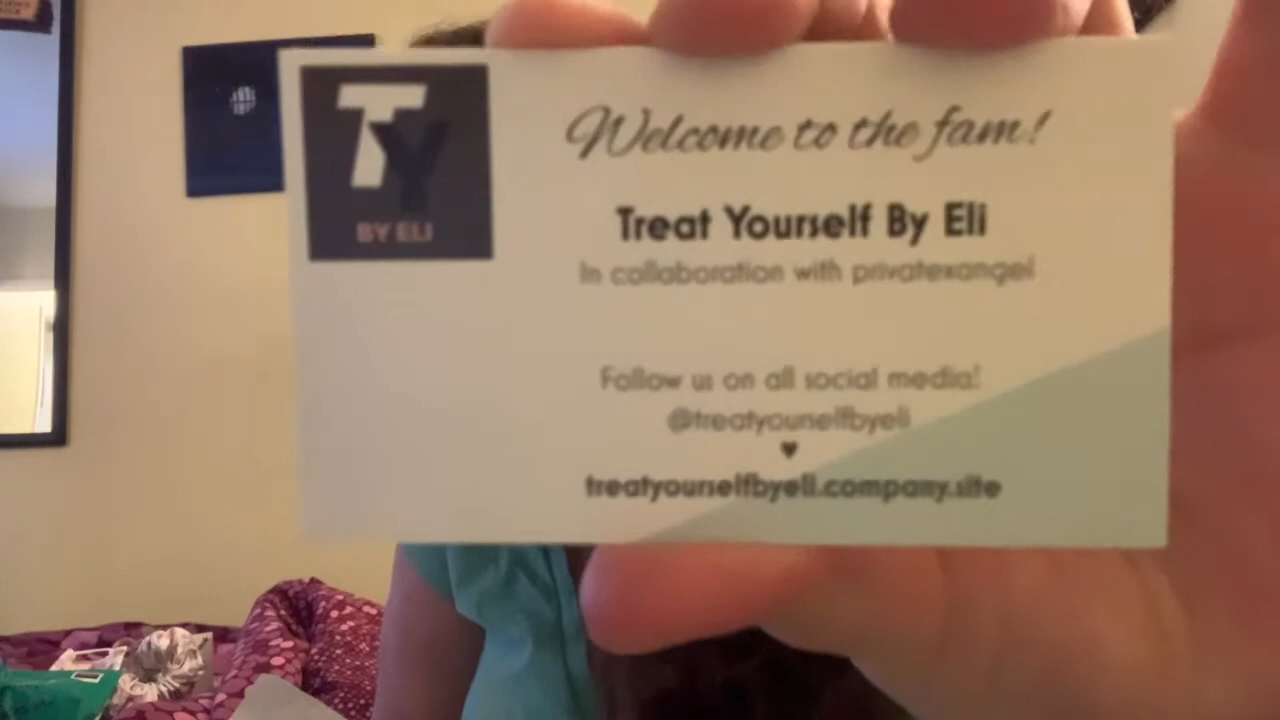 TY
BY ELI
Welcome to the fam!
Treat Yourself By Eli
In collaboration with privatexangel
Follow us on all social media!
@treatyourselfbyeli
♥
treatyourselfbyeli.company.site